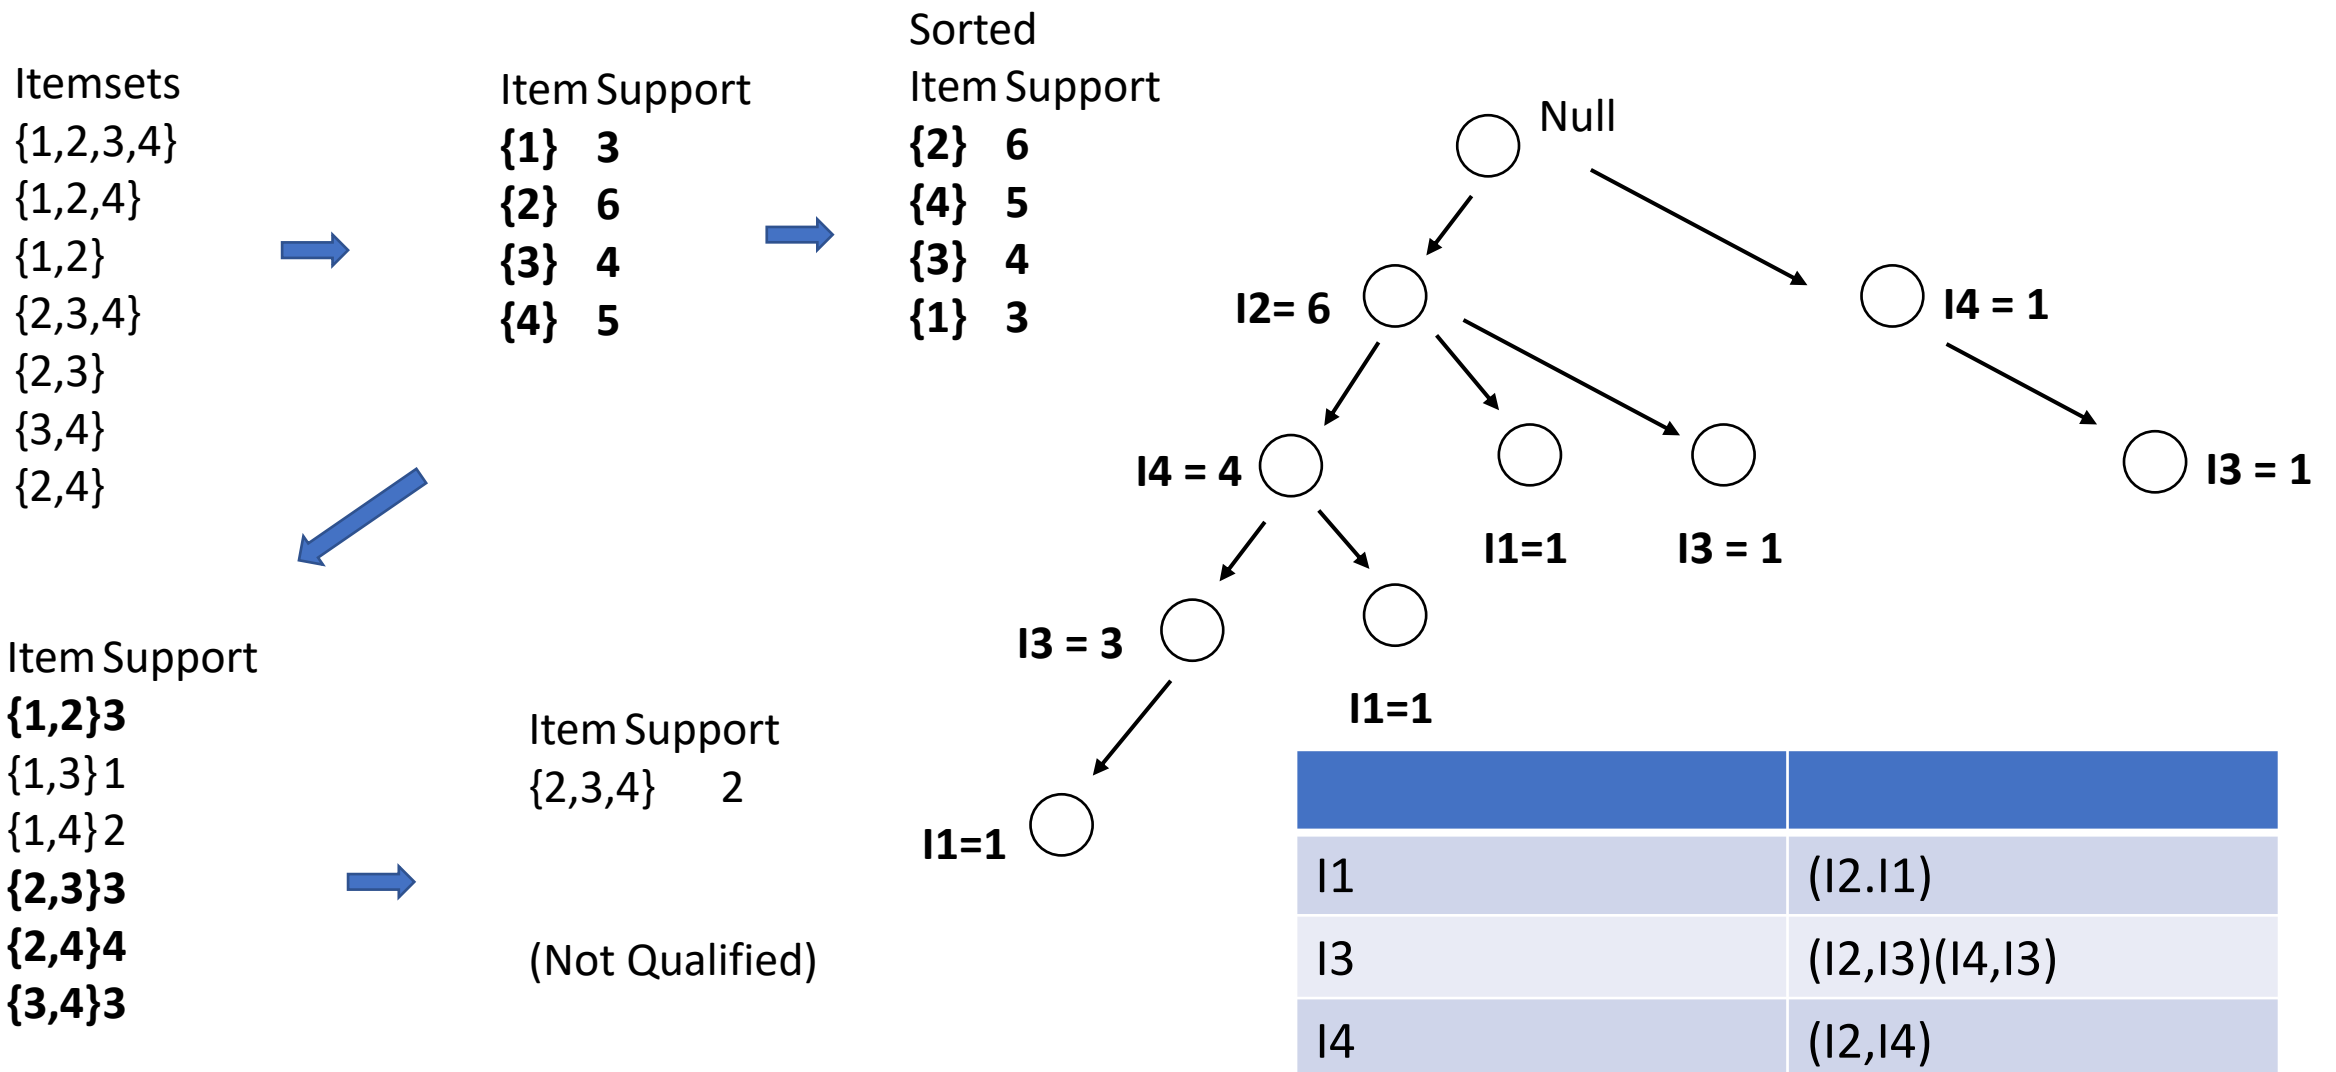 Itemsets
{1,2,3,4}
{1,2,4}
{1,2}
{2,3,4}
{2,3}
{3,4}
{2,4}
Item Support
{1} 3
{2} 6
{3} 4
{4} 5
Sorted
Item Support
{2} 6
{4} 5
{3} 4
{1} 3
Item Support
{1,2} 3
{1,3} 1
{1,4} 2
{2,3} 3
{2,4} 4
{3,4} 3
Item Support
{2,3,4} 2
(Not Qualified)
Null
I2= 6
I4 = 1
I4 = 4
I1=1
I3 = 1
I3 = 1
I3 = 3
I1=1
I1=1
I1 (I2.I1)
I3 (I2,I3)(I4,I3)
I4 (I2,I4)